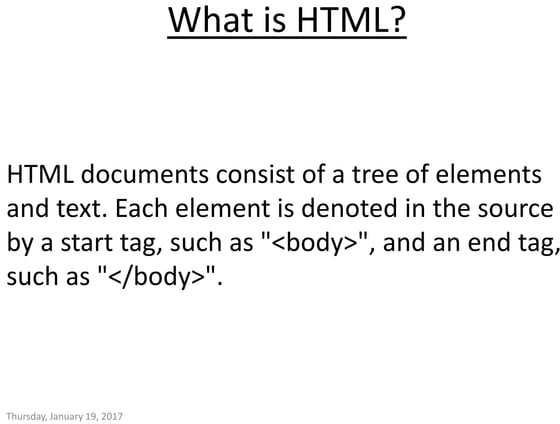 What is HTML?
HTML documents consist of a tree of elements
and text. Each element is denoted in the source
by a start tag, such as "<body>", and an end tag,
such as "</body>".
Thursday, January 19, 2017